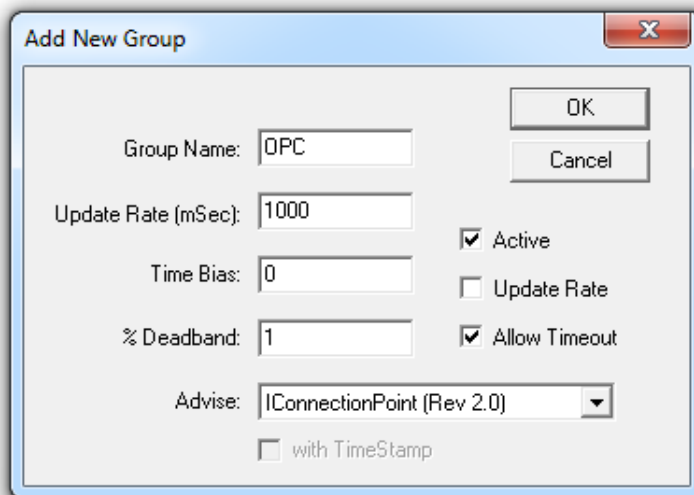 Add New Group
OK
Group Name: OPC
Cancel
Update Rate (mSec): 1000
Active
Time Bias: 0
Update Rate
% Deadband: 1
Allow Timeout
Advise: IConnectionPoint (Rev 2.0)
with TimeStamp